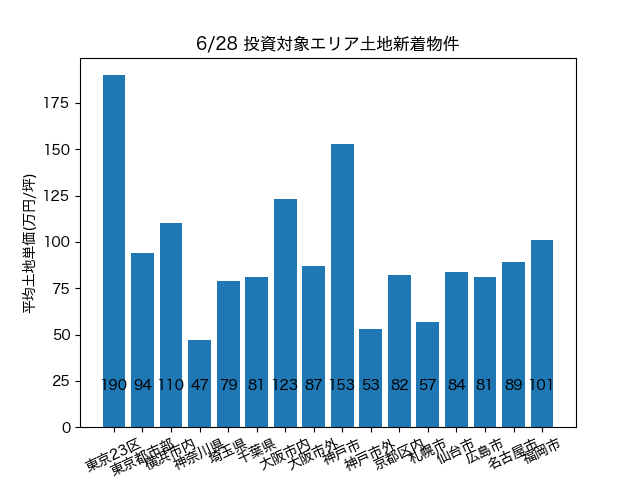 6/28 投資対象エリア土地新着物件
平均土地単価(万円/坪)
175
150
125
100
75
50
25
0
190 94 110 47 79 81 123 87 153 53 82 57 84 81 89 101
東京23区 東京都市部 横浜市内 神奈川県 埼玉県 千葉県 大阪市内 大阪市外 神戸市 神戸市外 京都区内 札幌市 仙台市 広島市 名古屋市 福岡市